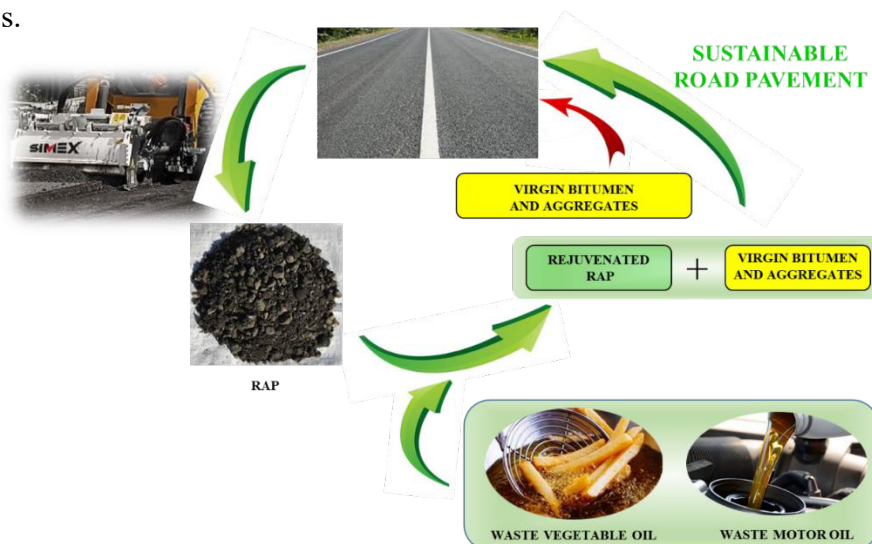 s.
SUSTAINABLE
ROAD PAVEMENT
SIMEX
VIRGIN BITUMEN
AND AGGREGATES
REJUVENATED
RAP
+
VIRGIN BITUMEN
AND AGGREGATES
RAP
WASTE VEGETABLE OIL
WASTE MOTOR OIL